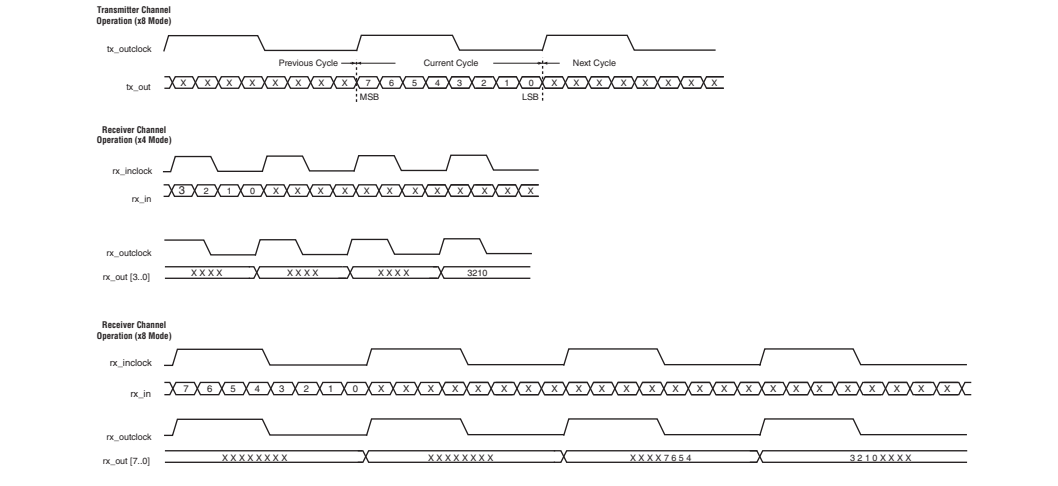 Transmitter Channel
Operation (x8 Mode)
tx_outclock
Previous Cycle Current Cycle Next Cycle
tx_out X X X X X X X X 7 6 5 4 3 2 1 0 X X X X X X X X
MSB LSB
Receiver Channel
Operation (x4 Mode)
rx_inclock
rx_in 3 2 1 0 X X X X X X X X X X X X
rx_outclock
rx_out [3..0] X X X X X X X X X X X X 3210
Receiver Channel
Operation (x8 Mode)
rx_inclock
rx_in 7 6 5 4 3 2 1 0 X X X X X X X X X X X X X X X X X X X X X X X X
rx_outclock
rx_out [7..0] X X X X X X X X X X X X X X X X X X X X 7 6 5 4 3 2 1 0 X X X X